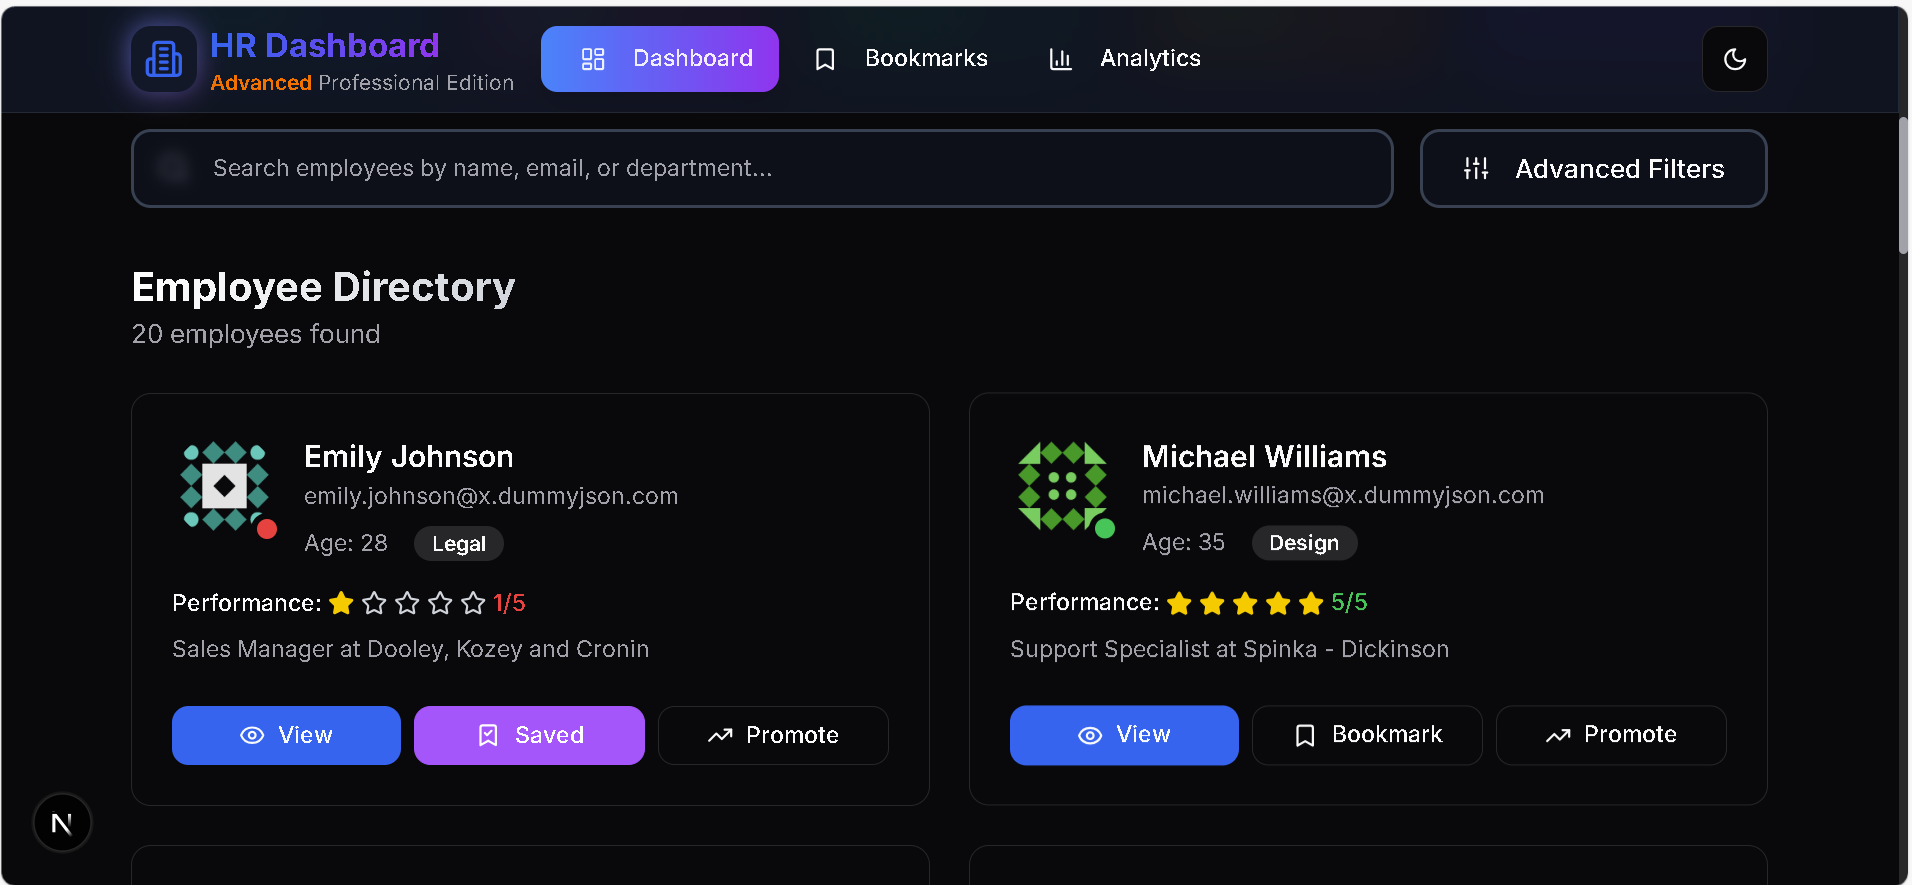 HR Dashboard
Advanced Professional Edition
Dashboard
Bookmarks
Analytics
Search employees by name, email, or department...
Advanced Filters
Employee Directory
20 employees found
Emily Johnson
emily.johnson@x.dummyjson.com
Age: 28 Legal
Performance: 1/5
Sales Manager at Dooley, Kozey and Cronin
View Saved Promote
Michael Williams
michael.williams@x.dummyjson.com
Age: 35 Design
Performance: 5/5
Support Specialist at Spinka - Dickinson
View Bookmark Promote
N